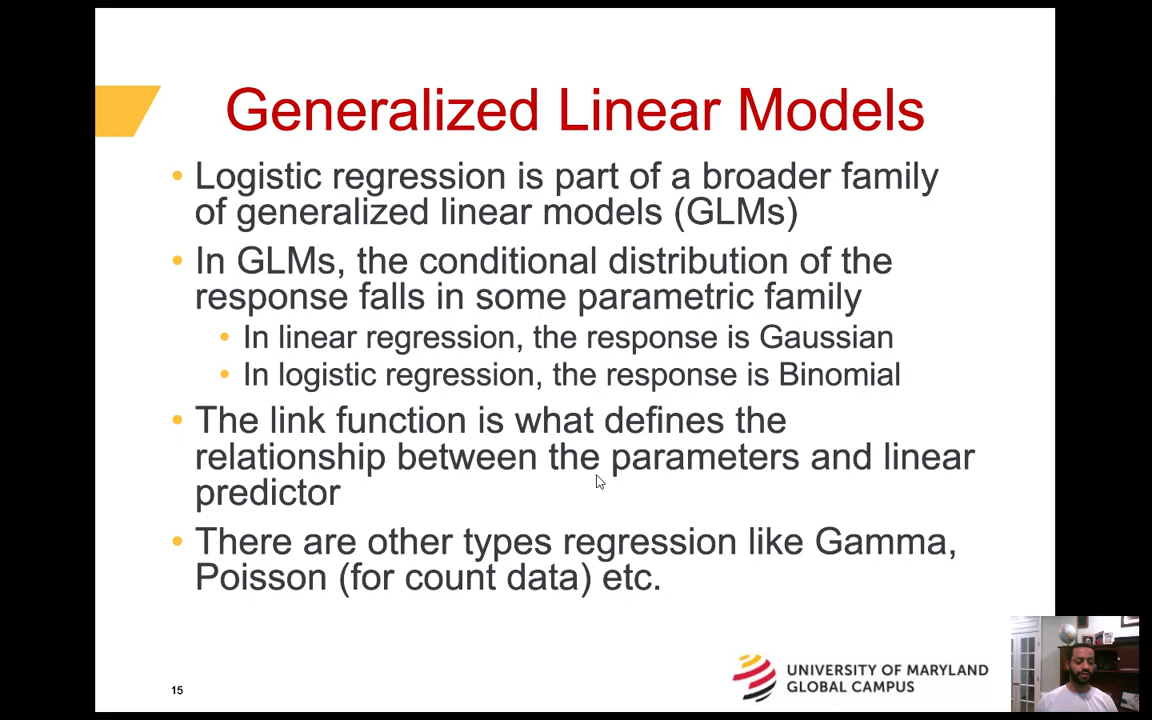 Generalized Linear Models
• Logistic regression is part of a broader family
of generalized linear models (GLMs)
• In GLMs, the conditional distribution of the
response falls in some parametric family
• In linear regression, the response is Gaussian
• In logistic regression, the response is Binomial
• The link function is what defines the
relationship between the parameters and linear
predictor
• There are other types regression like Gamma,
Poisson (for count data) etc.
15
UNIVERSITY OF MARYLAND
GLOBAL CAMPUS